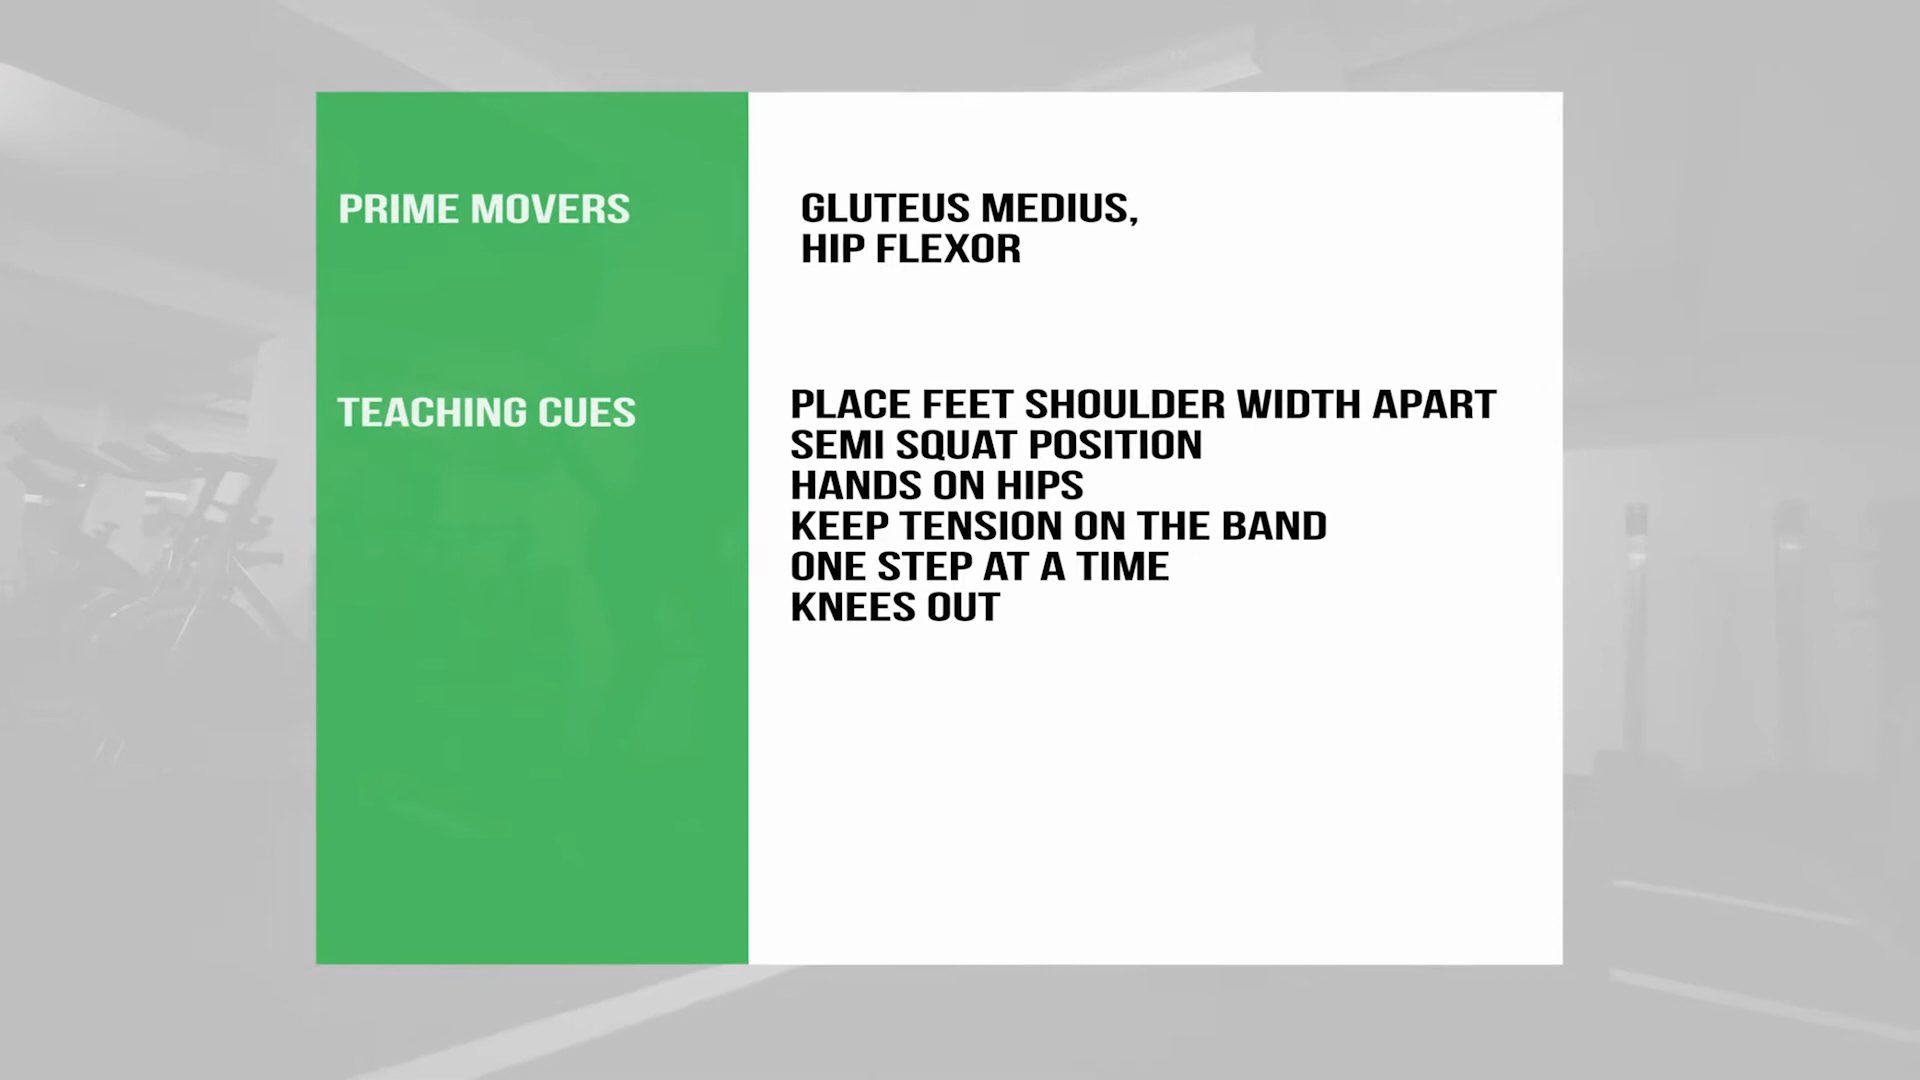 PRIME MOVERS
GLUTEUS MEDIUS,
HIP FLEXOR
TEACHING CUES
PLACE FEET SHOULDER WIDTH APART
SEMI SQUAT POSITION
HANDS ON HIPS
KEEP TENSION ON THE BAND
ONE STEP AT A TIME
KNEES OUT